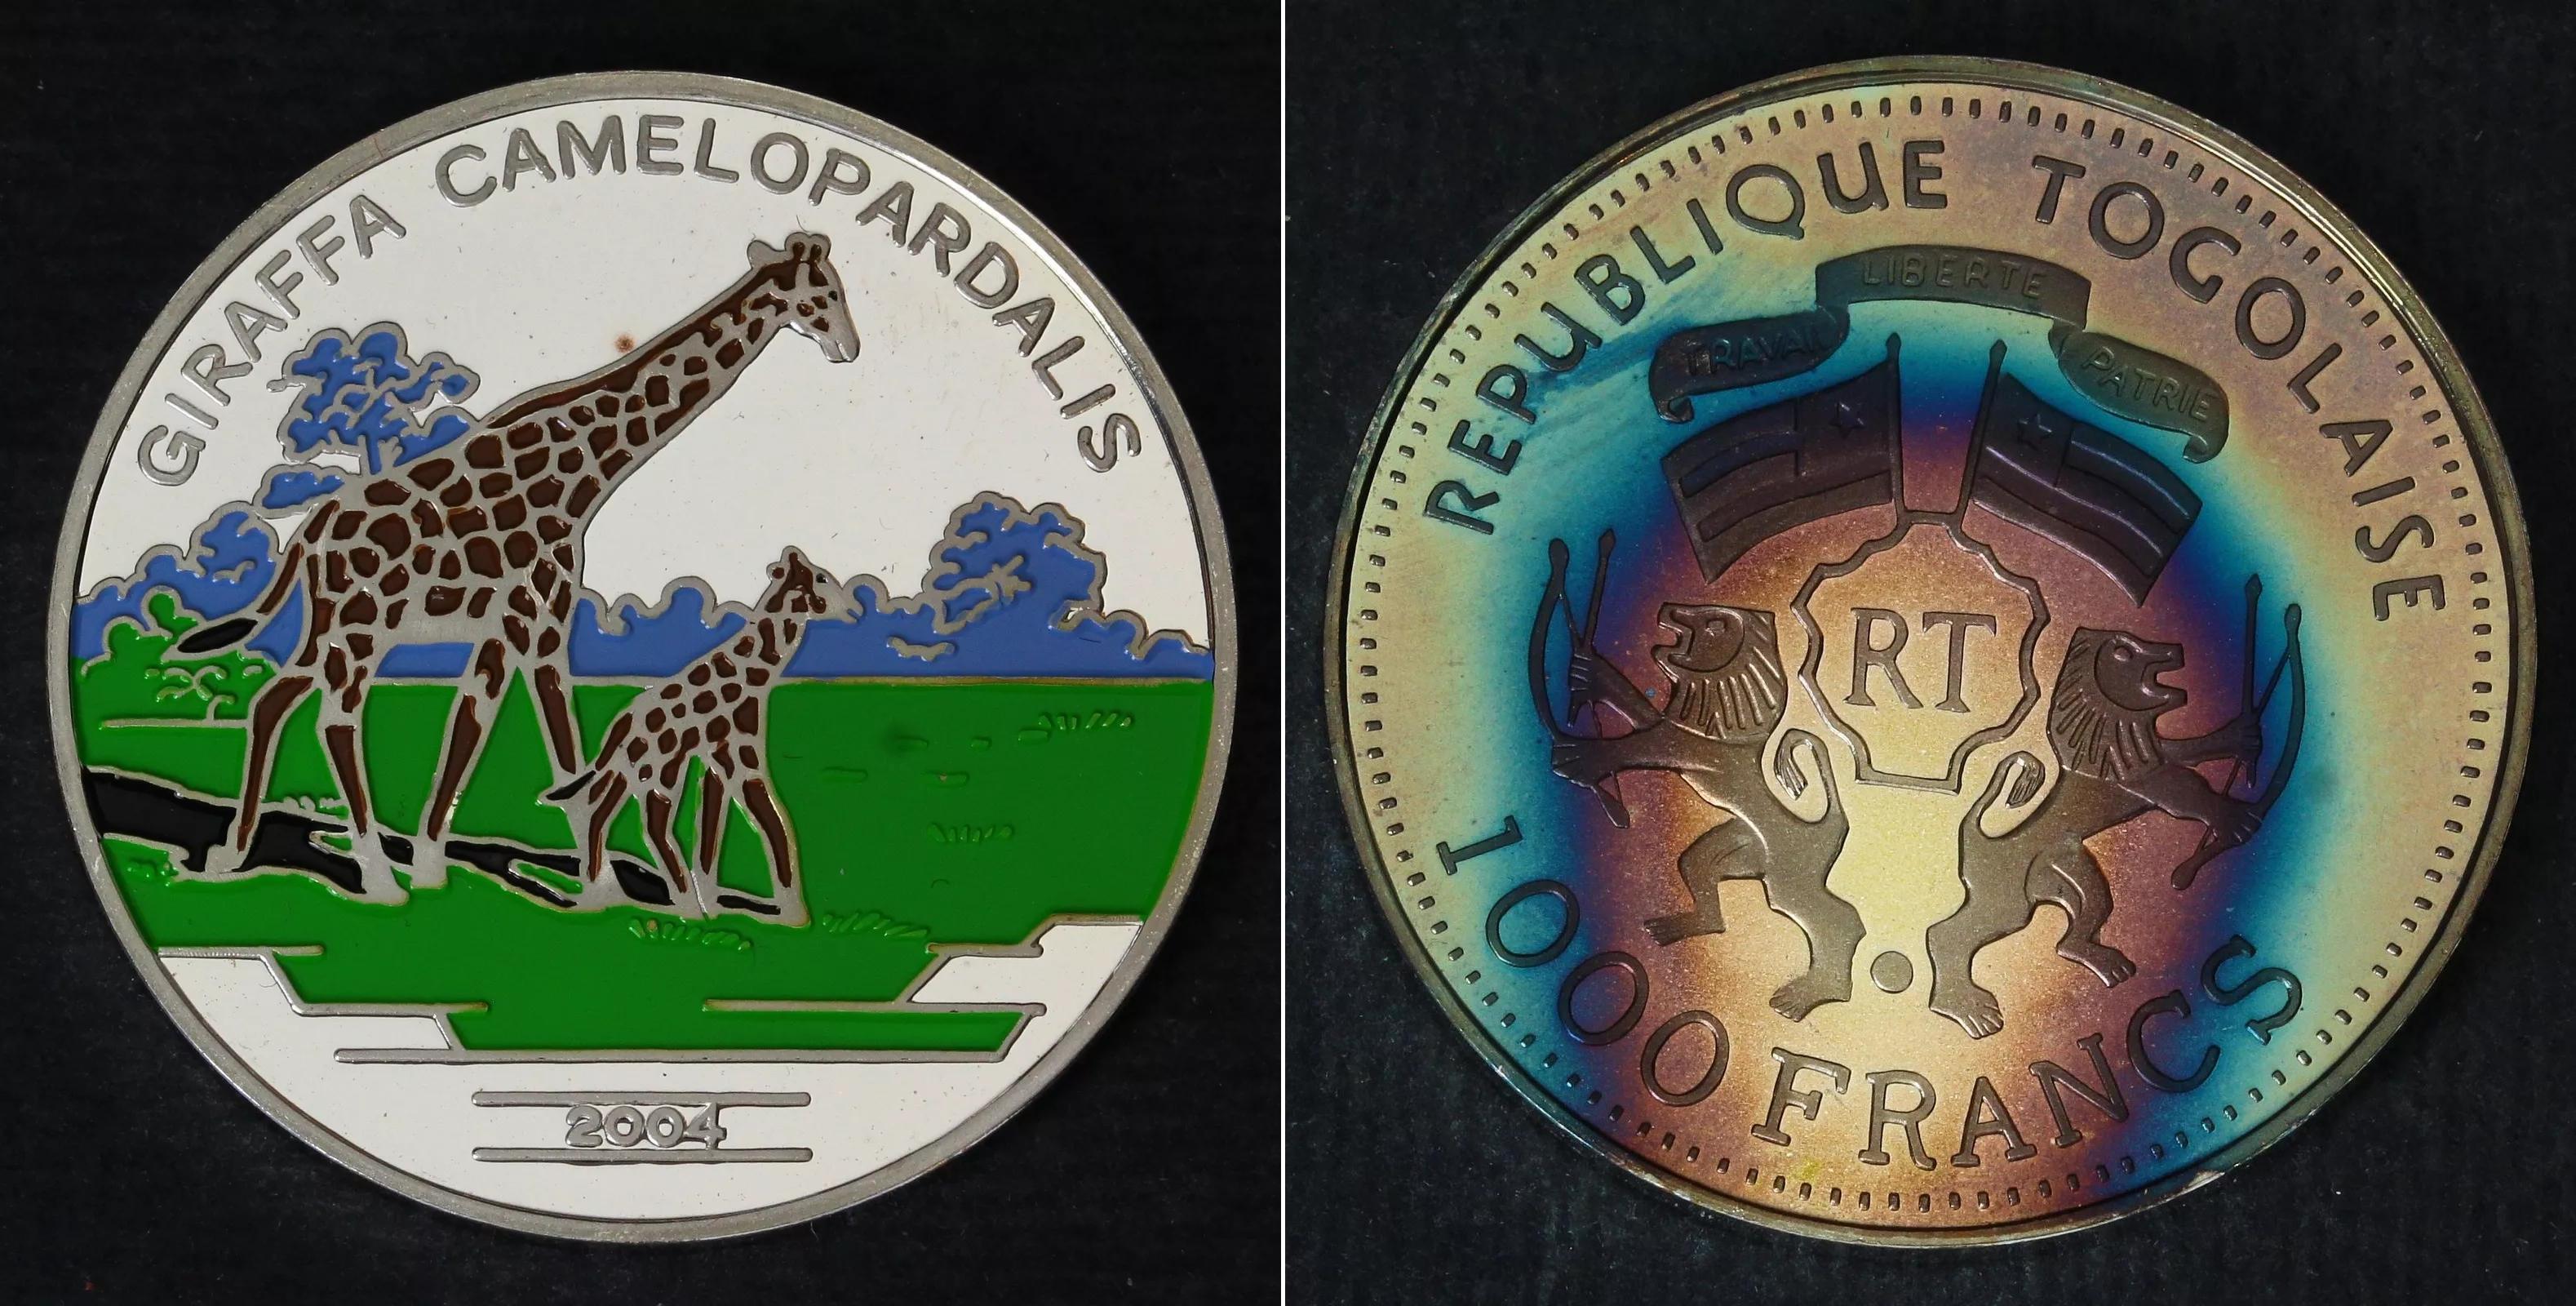 GIRAFFA CAMELOPARDALIS
2004
REPUBLIQUE TOGOLAISE
TRAVAIL LIBERTE PATRIE
RT
1000 FRANCS